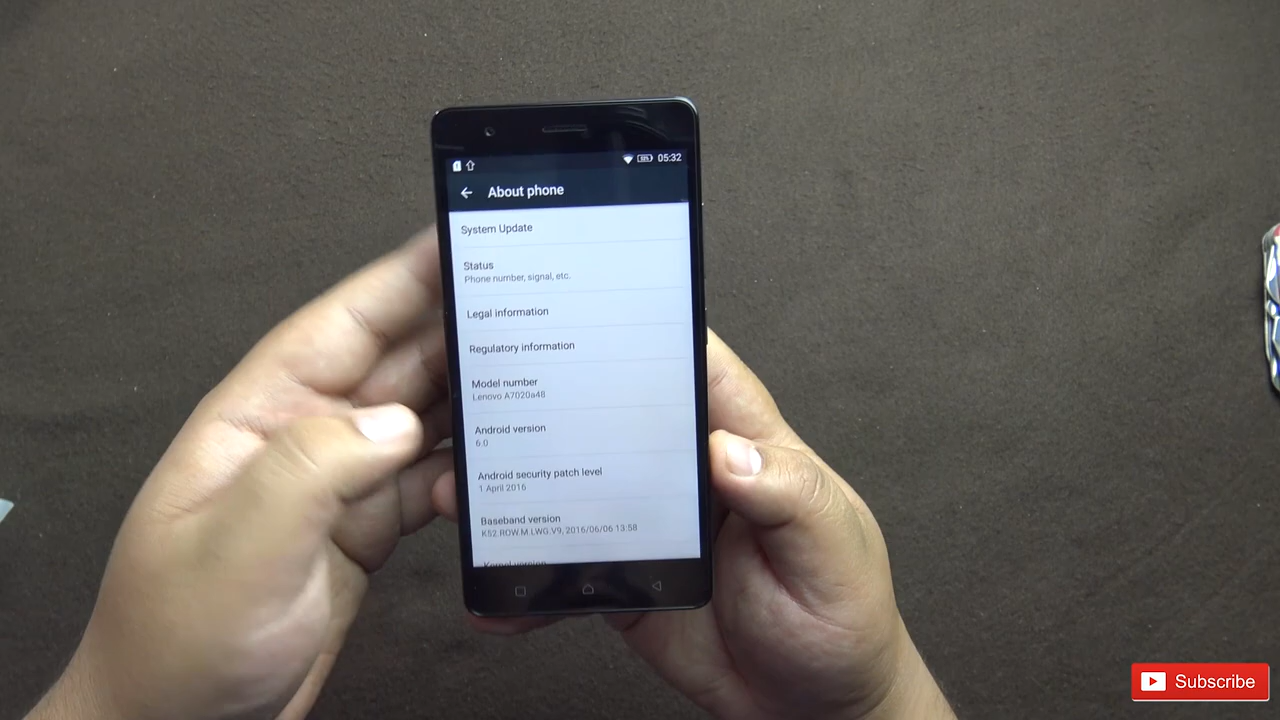 05:32
About phone
System Update
Status
Phone number, signal, etc.
Legal information
Regulatory information
Model number
Lenovo A7020a48
Android version
6.0
Android security patch level
1 April 2016
Baseband version
K52.ROW.M.LWG.V9, 2016/06/06 13:58
Kernel version
Subscribe